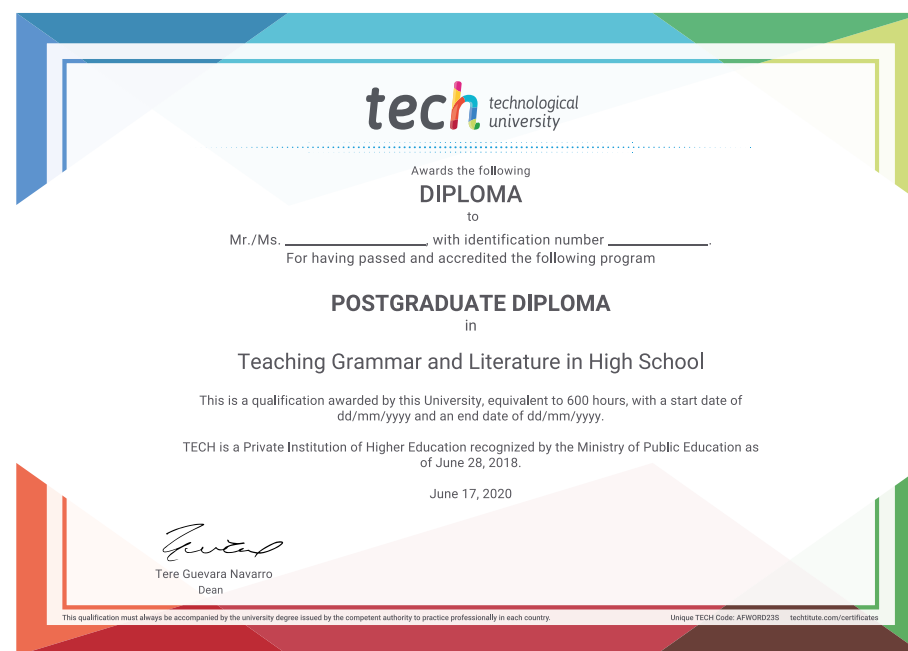 tech technological
university
Awards the following
DIPLOMA
to
Mr./Ms. ____________, with identification number ____________.
For having passed and accredited the following program
POSTGRADUATE DIPLOMA
in
Teaching Grammar and Literature in High School
This is a qualification awarded by this University, equivalent to 600 hours, with a start date of
dd/mm/yyyy and an end date of dd/mm/yyyy.
TECH is a Private Institution of Higher Education recognized by the Ministry of Public Education as
of June 28, 2018.
June 17, 2020
Tere Guevara Navarro
Dean
This qualification must always be accompanied by the university degree issued by the competent authority to practice professionally in each country.
Unique TECH Code: AFWORD23S techtitute.com/certificates